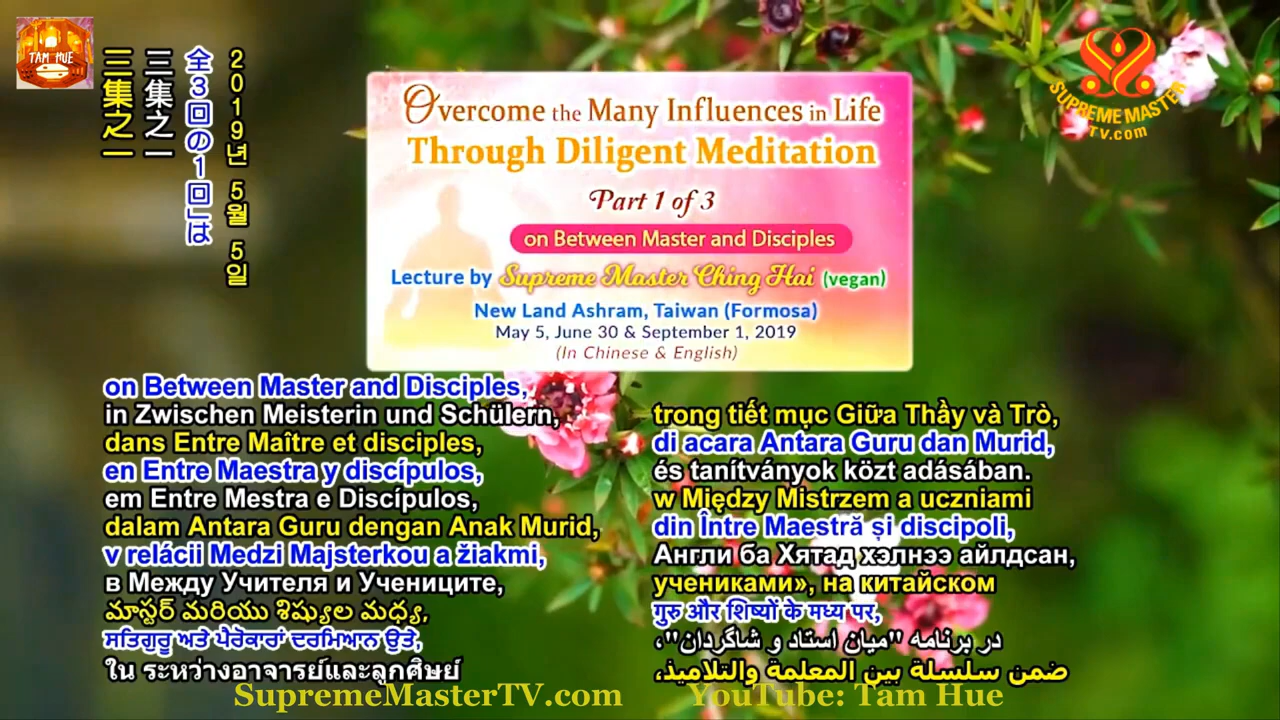 TAM HUE
三集之一
三集之一
全3回の1回は
2019년 5월 5일
SUPREME MASTER
TV.com
Overcome the Many Influences in Life
Through Diligent Meditation
Part 1 of 3
on Between Master and Disciples
Lecture by Supreme Master Ching Hai (vegan)
New Land Ashram, Taiwan (Formosa)
May 5, June 30 & September 1, 2019
(In Chinese & English)
on Between Master and Disciples,
in Zwischen Meisterin und Schülern,
dans Entre Maître et disciples,
en Entre Maestra y discípulos,
em Entre Mestra e Discípulos,
dalam Antara Guru dengan Anak Murid,
v relácii Medzi Majsterkou a žiakmi,
в Между Учителя и Учениците,
మాస్టర్ మరియు శిష్యుల మధ్య,
ਸਤਿਗੁਰੂ ਅਤੇ ਪੈਰੋਕਾਰਾਂ ਦਰਮਿਆਨ ਉਤੇ,
ใน ระหว่างอาจารย์และลูกศิษย์
trong tiết mục Giữa Thầy và Trò,
di acara Antara Guru dan Murid,
és tanítványok közt adásában.
w Między Mistrzem a uczniami
din Între Maestră și discipoli,
Англи ба Хятад хэлнээ айлдсан,
учениками», на китайском
गुरु और शिष्यों के मध्य पर,
در برنامه "میان استاد و شاگردان"،
ضمن سلسلة بين المعلمة والتلاميذ،
SupremeMasterTV.com
YouTube: Tam Hue